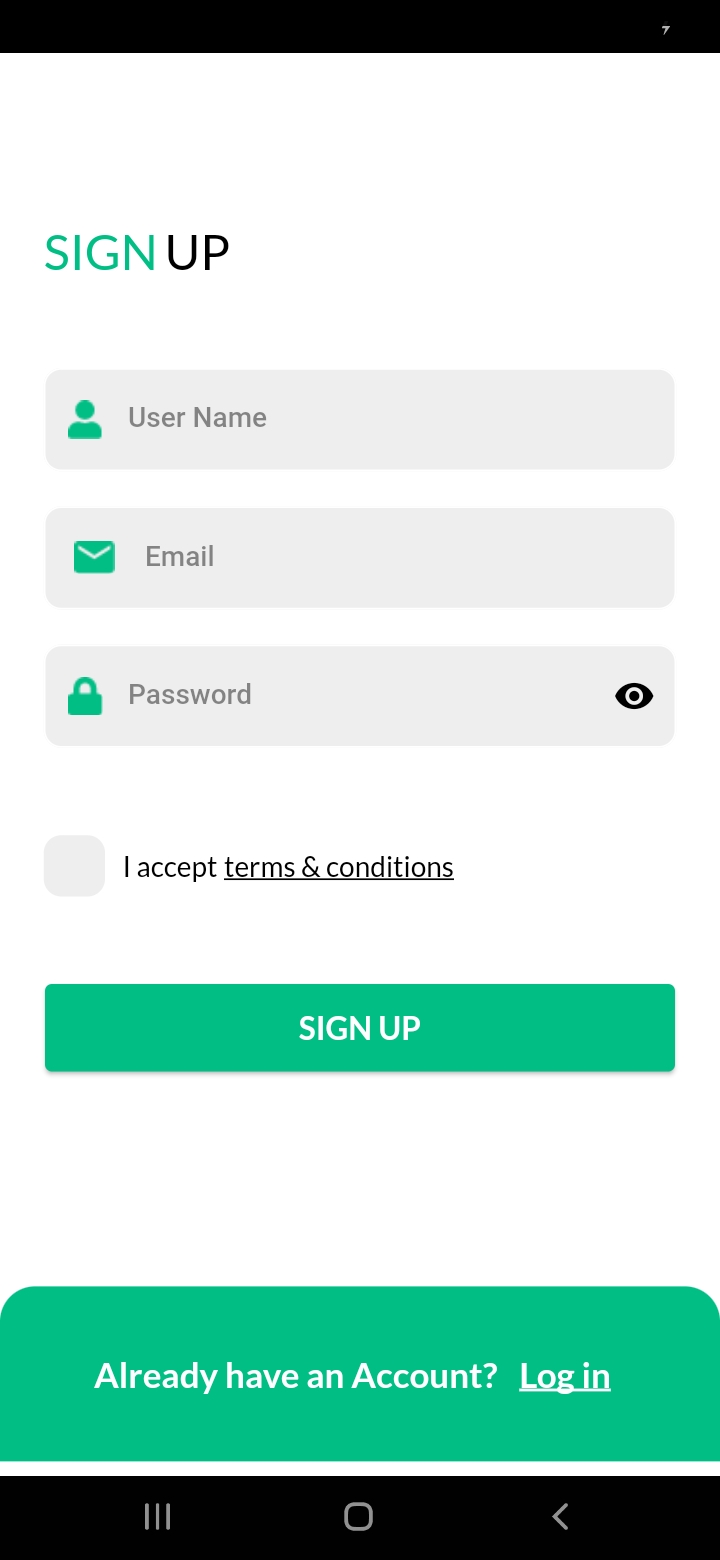 SIGN UP
User Name
Email
Password
I accept terms & conditions
SIGN UP
Already have an Account? Log in